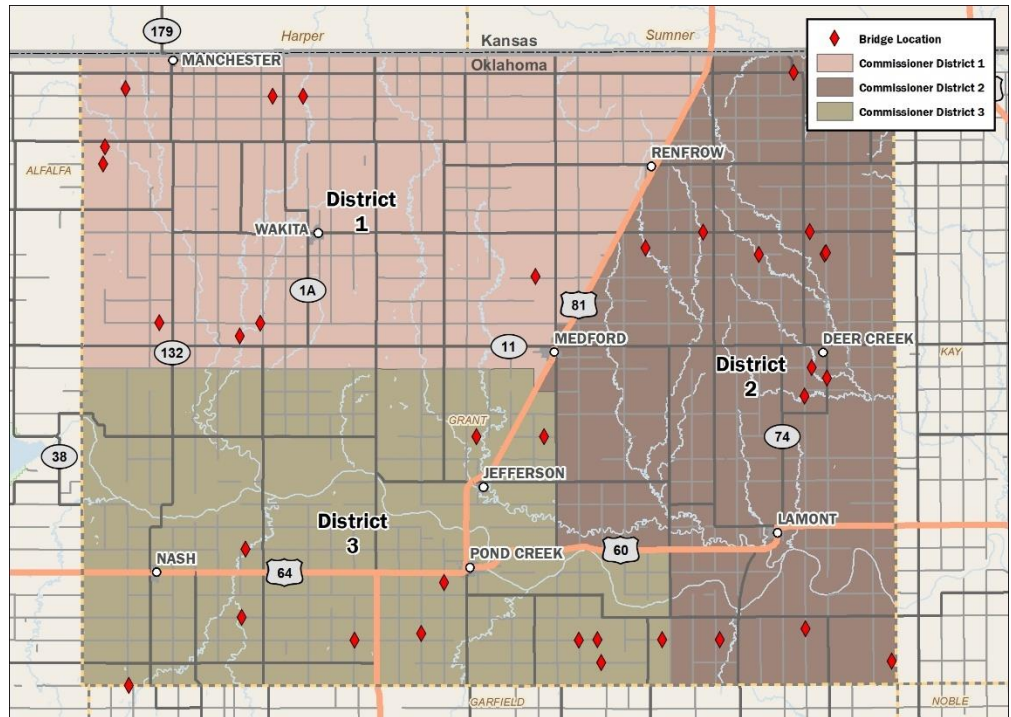 179
Harper
Kansas
Sumner
Oklahoma
MANCHESTER
Bridge Location
Commissioner District 1
Commissioner District 2
Commissioner District 3
ALFALFA
RENFROW
District
1
WAKITA
1A
81
11
MEDFORD
132
DEER CREEK
KAY
District
2
GRANT
38
74
JEFFERSON
District
3
LAMONT
POND CREEK
60
NASH
64
GARFIELD
NOBLE